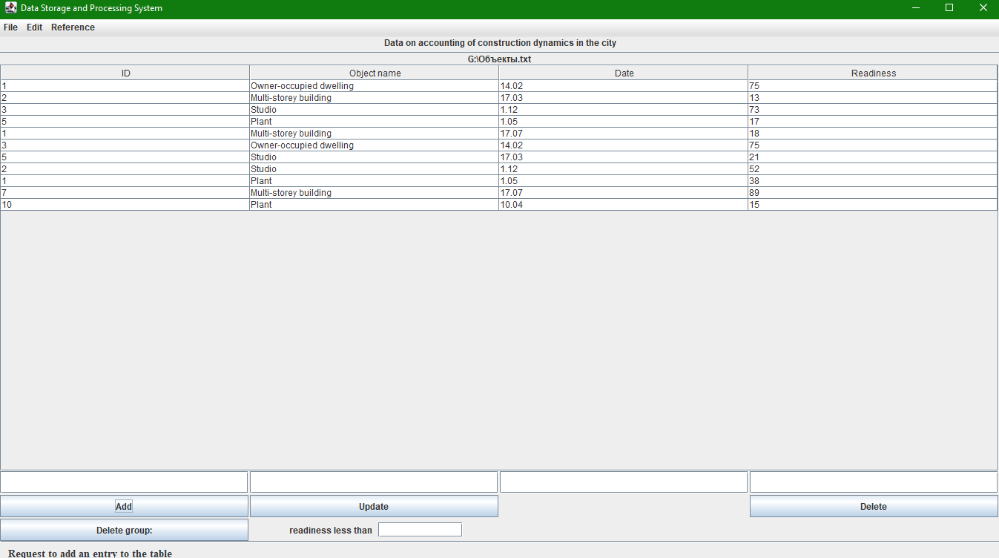 Data Storage and Processing System
File Edit Reference
Data on accounting of construction dynamics in the city
G:\Объекты.txt
ID Object name Date Readiness
1 Owner-occupied dwelling 14.02 75
2 Multi-storey building 17.03 13
3 Studio 1.12 73
5 Plant 1.05 17
1 Multi-storey building 17.07 18
3 Owner-occupied dwelling 14.02 75
5 Studio 17.03 21
2 Studio 1.12 52
1 Plant 1.05 38
7 Multi-storey building 17.07 89
10 Plant 10.04 15
Add Update Delete
Delete group: readiness less than
Request to add an entry to the table